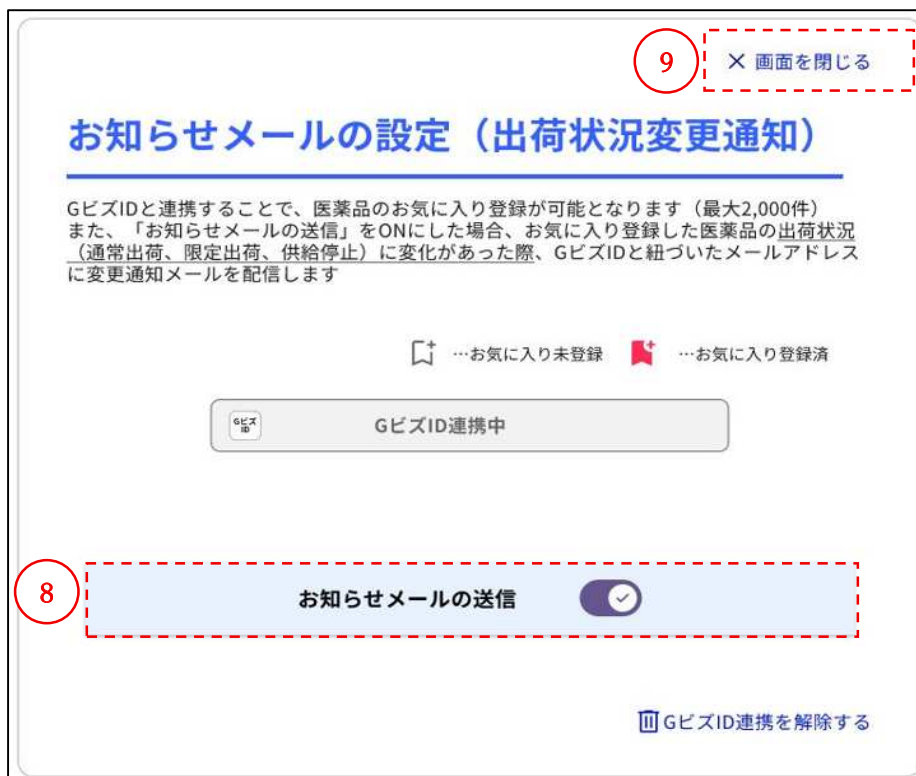 9
× 画面を閉じる
お知らせメールの設定（出荷状況変更通知）
GビズIDと連携することで、医薬品のお気に入り登録が可能となります（最大2,000件）
また、「お知らせメールの送信」をONにした場合、お気に入り登録した医薬品の出荷状況
（通常出荷、限定出荷、供給停止）に変化があった際、GビズIDと紐づいたメールアドレス
に変更通知メールを配信します
…お気に入り未登録 …お気に入り登録済
Gビズ
ID
GビズID連携中
8
お知らせメールの送信
GビズID連携を解除する